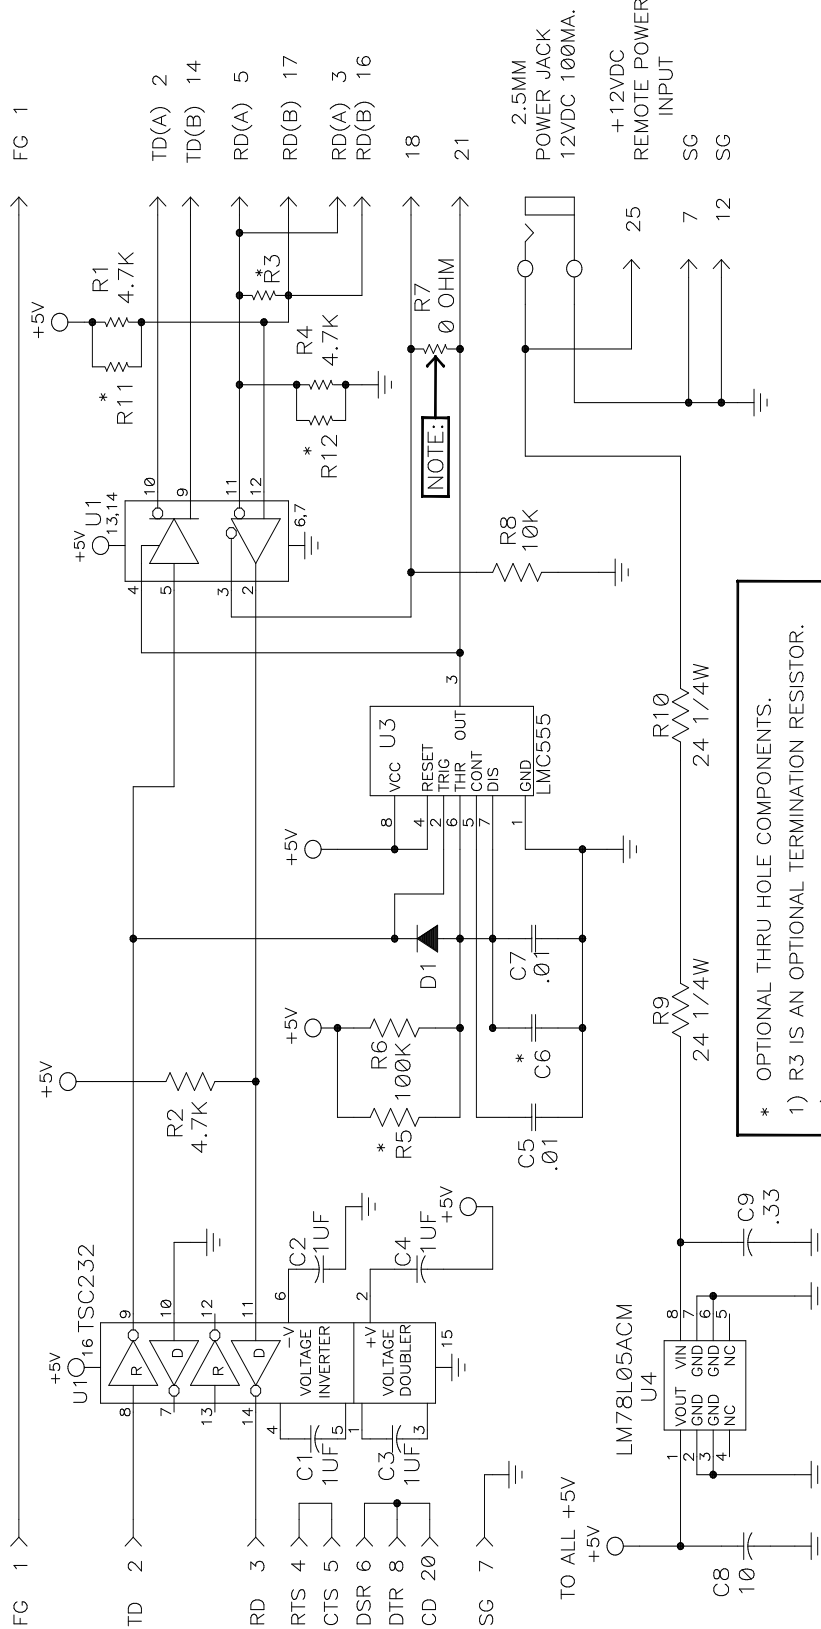 FG 1
FG 1
TD 2
RD 3
RTS 4
CTS 5
DSR 6
DTR 8
CD 20
SG 7
+5V
U1
16
TSC232
8
R
9
7
D
10
13
R
12
14
D
11
-V
VOLTAGE
INVERTER
6
4
5
+V
VOLTAGE
DOUBLER
2
1
3
15
C1
1UF
C3
1UF
C2
1UF
C4
1UF
+5V
+5V
R2
4.7K
+5V
*
R5
R6
100K
C5
.01
*
C6
C7
.01
D1
+5V
U3
LMC555
8
VCC
4
RESET
2
TRIG
6
THR
5
CONT
7
DIS
1
GND
OUT
3
+5V
U1
13,14
4
5
10
9
3
2
11
12
6,7
+5V
R1
4.7K
*
R11
*
R3
R4
4.7K
*
R12
R7
0 OHM
NOTE:
R8
10K
TD(A) 2
TD(B) 14
RD(A) 5
RD(B) 17
RD(A) 3
RD(B) 16
18
21
2.5MM
POWER JACK
12VDC 100MA.
+12VDC
REMOTE POWER
INPUT
25
7 SG
12 SG
R10
24 1/4W
R9
24 1/4W
TO ALL +5V
+5V
C8
10
LM78L05ACM
U4
1
VOUT
2
GND
3
GND
4
NC
VIN
8
GND
7
GND
6
NC
5
C9
.33
* OPTIONAL THRU HOLE COMPONENTS.
1) R3 IS AN OPTIONAL TERMINATION RESISTOR.